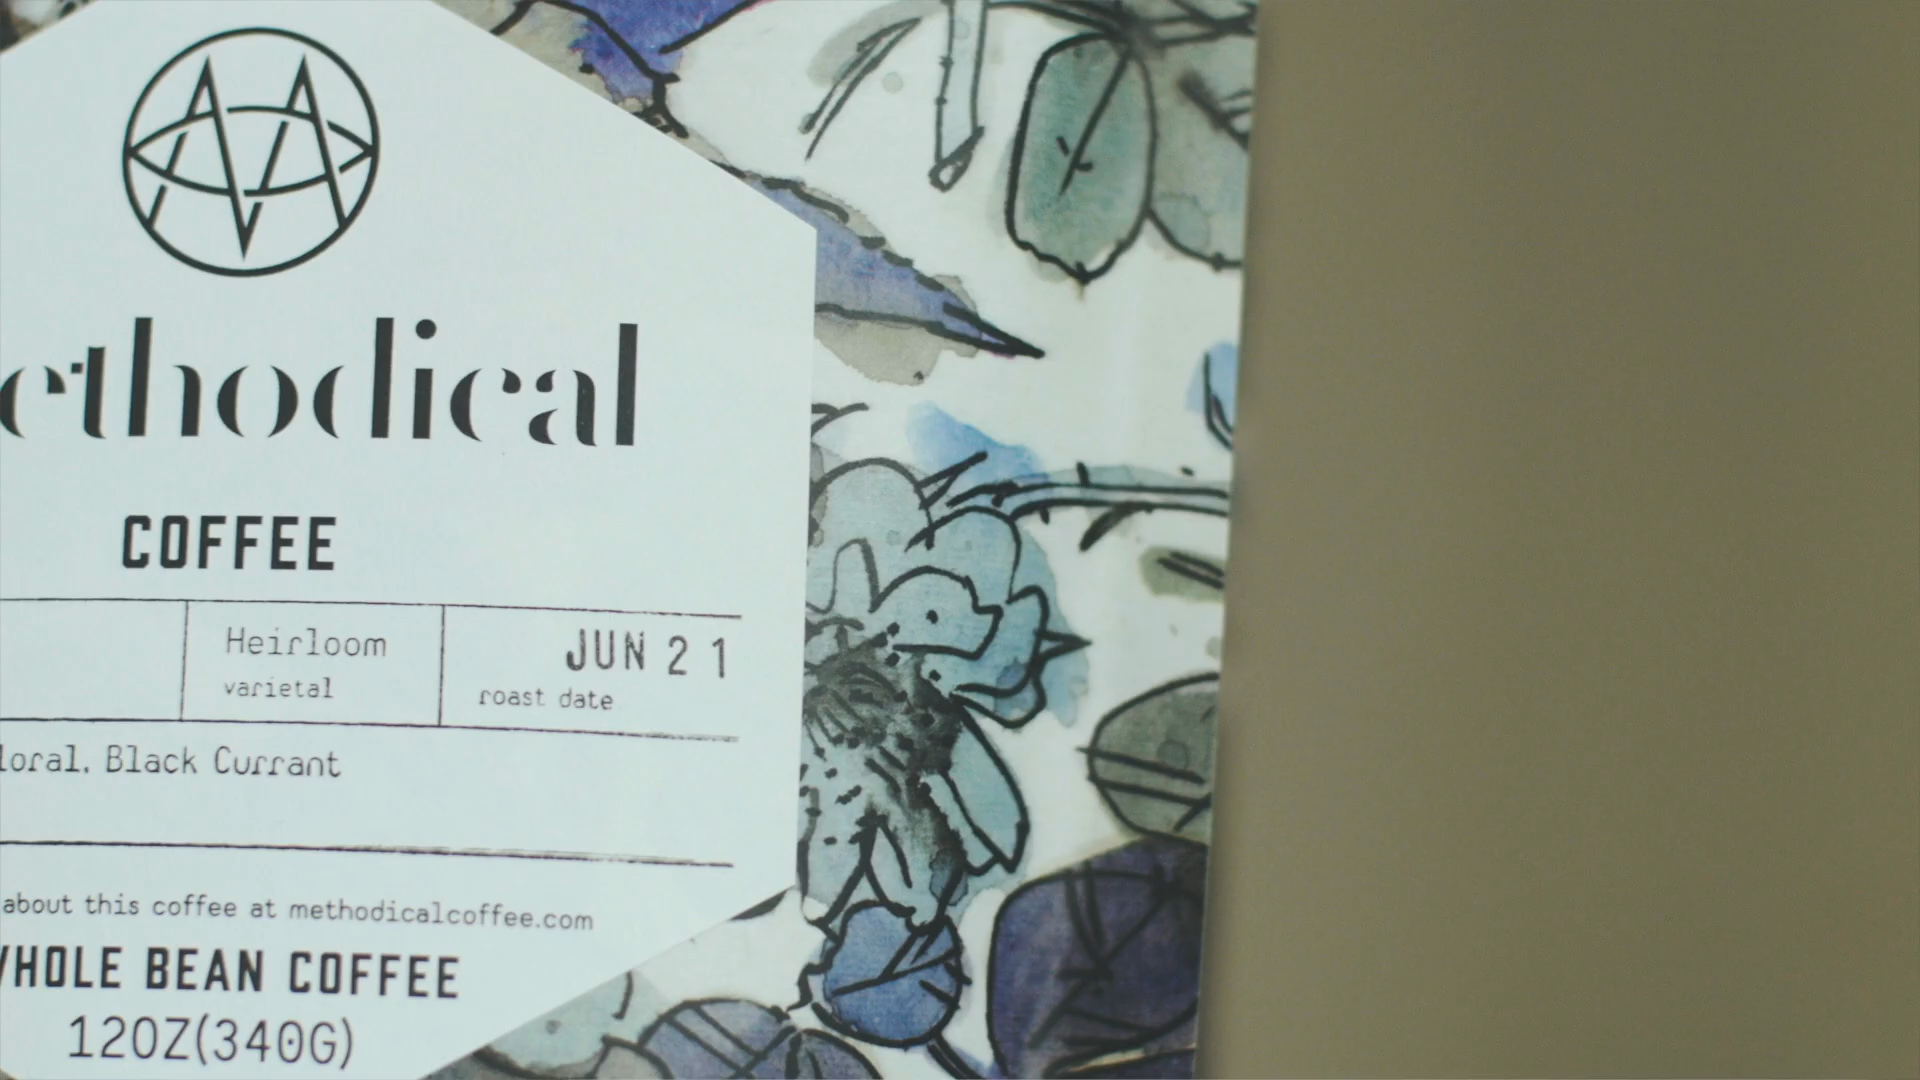 ethodical
COFFEE
Heirloom
varietal
JUN 21
roast date
loral, Black Currant
about this coffee at methodicalcoffee.com
WHOLE BEAN COFFEE
12OZ(340G)